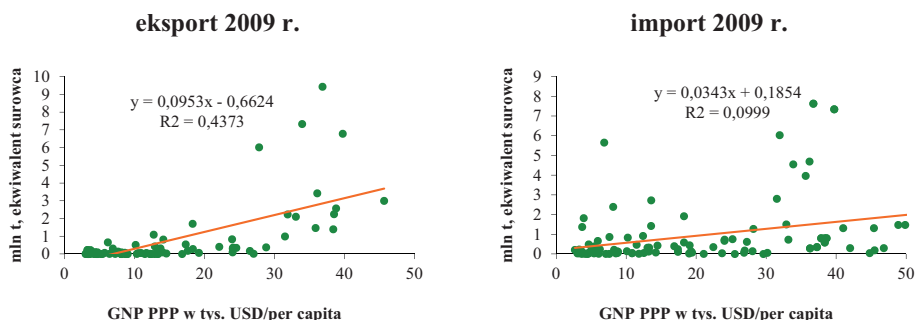 eksport 2009 r.
mln t, ekwiwalent surowca
10
9
8
7
6
5
4
3
2
1
0
y = 0,0953x - 0,6624
R2 = 0,4373
0 10 20 30 40 50
GNP PPP w tys. USD/per capita
import 2009 r.
mln t, ekwiwalent surowca
9
8
7
6
5
4
3
2
1
0
y = 0,0343x + 0,1854
R2 = 0,0999
0 10 20 30 40 50
GNP PPP w tys. USD/per capita